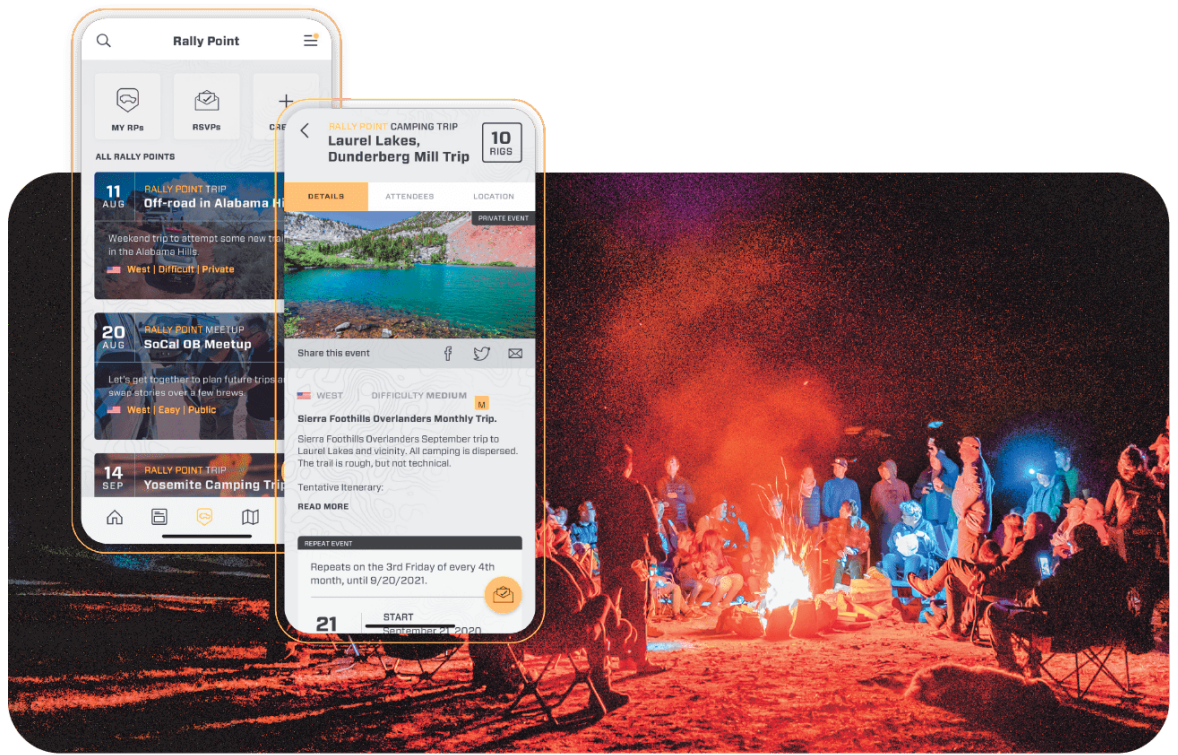 Rally Point
MY RPs
RSVPs
ALL RALLY POINTS
11
AUG
RALLY POINT TRIP
Off-road in Alabama
Weekend trip to attempt some new
in the Alabama Hills.
West | Difficult | Private
20
AUG
RALLY POINT MEETUP
SoCal OB Meetup
Let's get together to plan future trips
swap stories over a few brews
West | Easy | Public
14
SEP
RALLY POINT TRIP
Yosemite Camping
RALLY POINT CAMPING TRIP
Laurel Lakes,
Dunderberg Mill Trip
10
RIGS
DETAILS
ATTENDEES
LOCATION
PRIVATE EVENT
Share this event
WEST
DIFFICULTY MEDIUM
M
Sierra Foothills Overlanders Monthly Trip.
Sierra Foothills Overlanders September trip to
Laurel Lakes and vicinity. All camping is dispersed.
The trail is rough, but not technical.
Tentative Itenerary:
READ MORE
REPEAT EVENT
Repeats on the 3rd Friday of every 4th
month, until 9/20/2021.
21
START
September 21, 2020